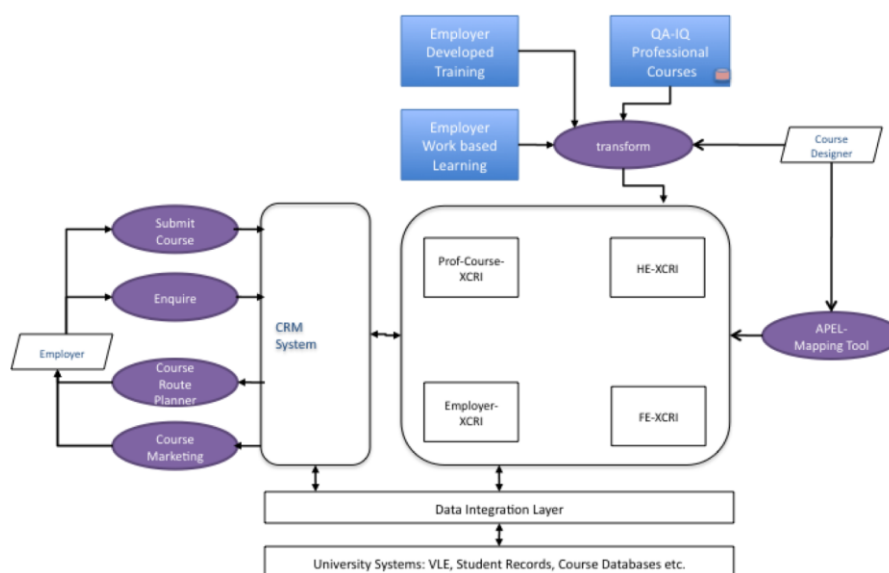 Employer
Developed
Training
QA-IQ
Professional
Courses
Employer
Work based
Learning
transform
Course
Designer
Submit
Course
Prof-Course-
XCRI
HE-XCRI
Enquire
CRM
System
Employer
APEL-
Mapping Tool
Course
Route
Planner
Employer-
XCRI
FE-XCRI
Course
Marketing
Data Integration Layer
University Systems: VLE, Student Records, Course Databases etc.